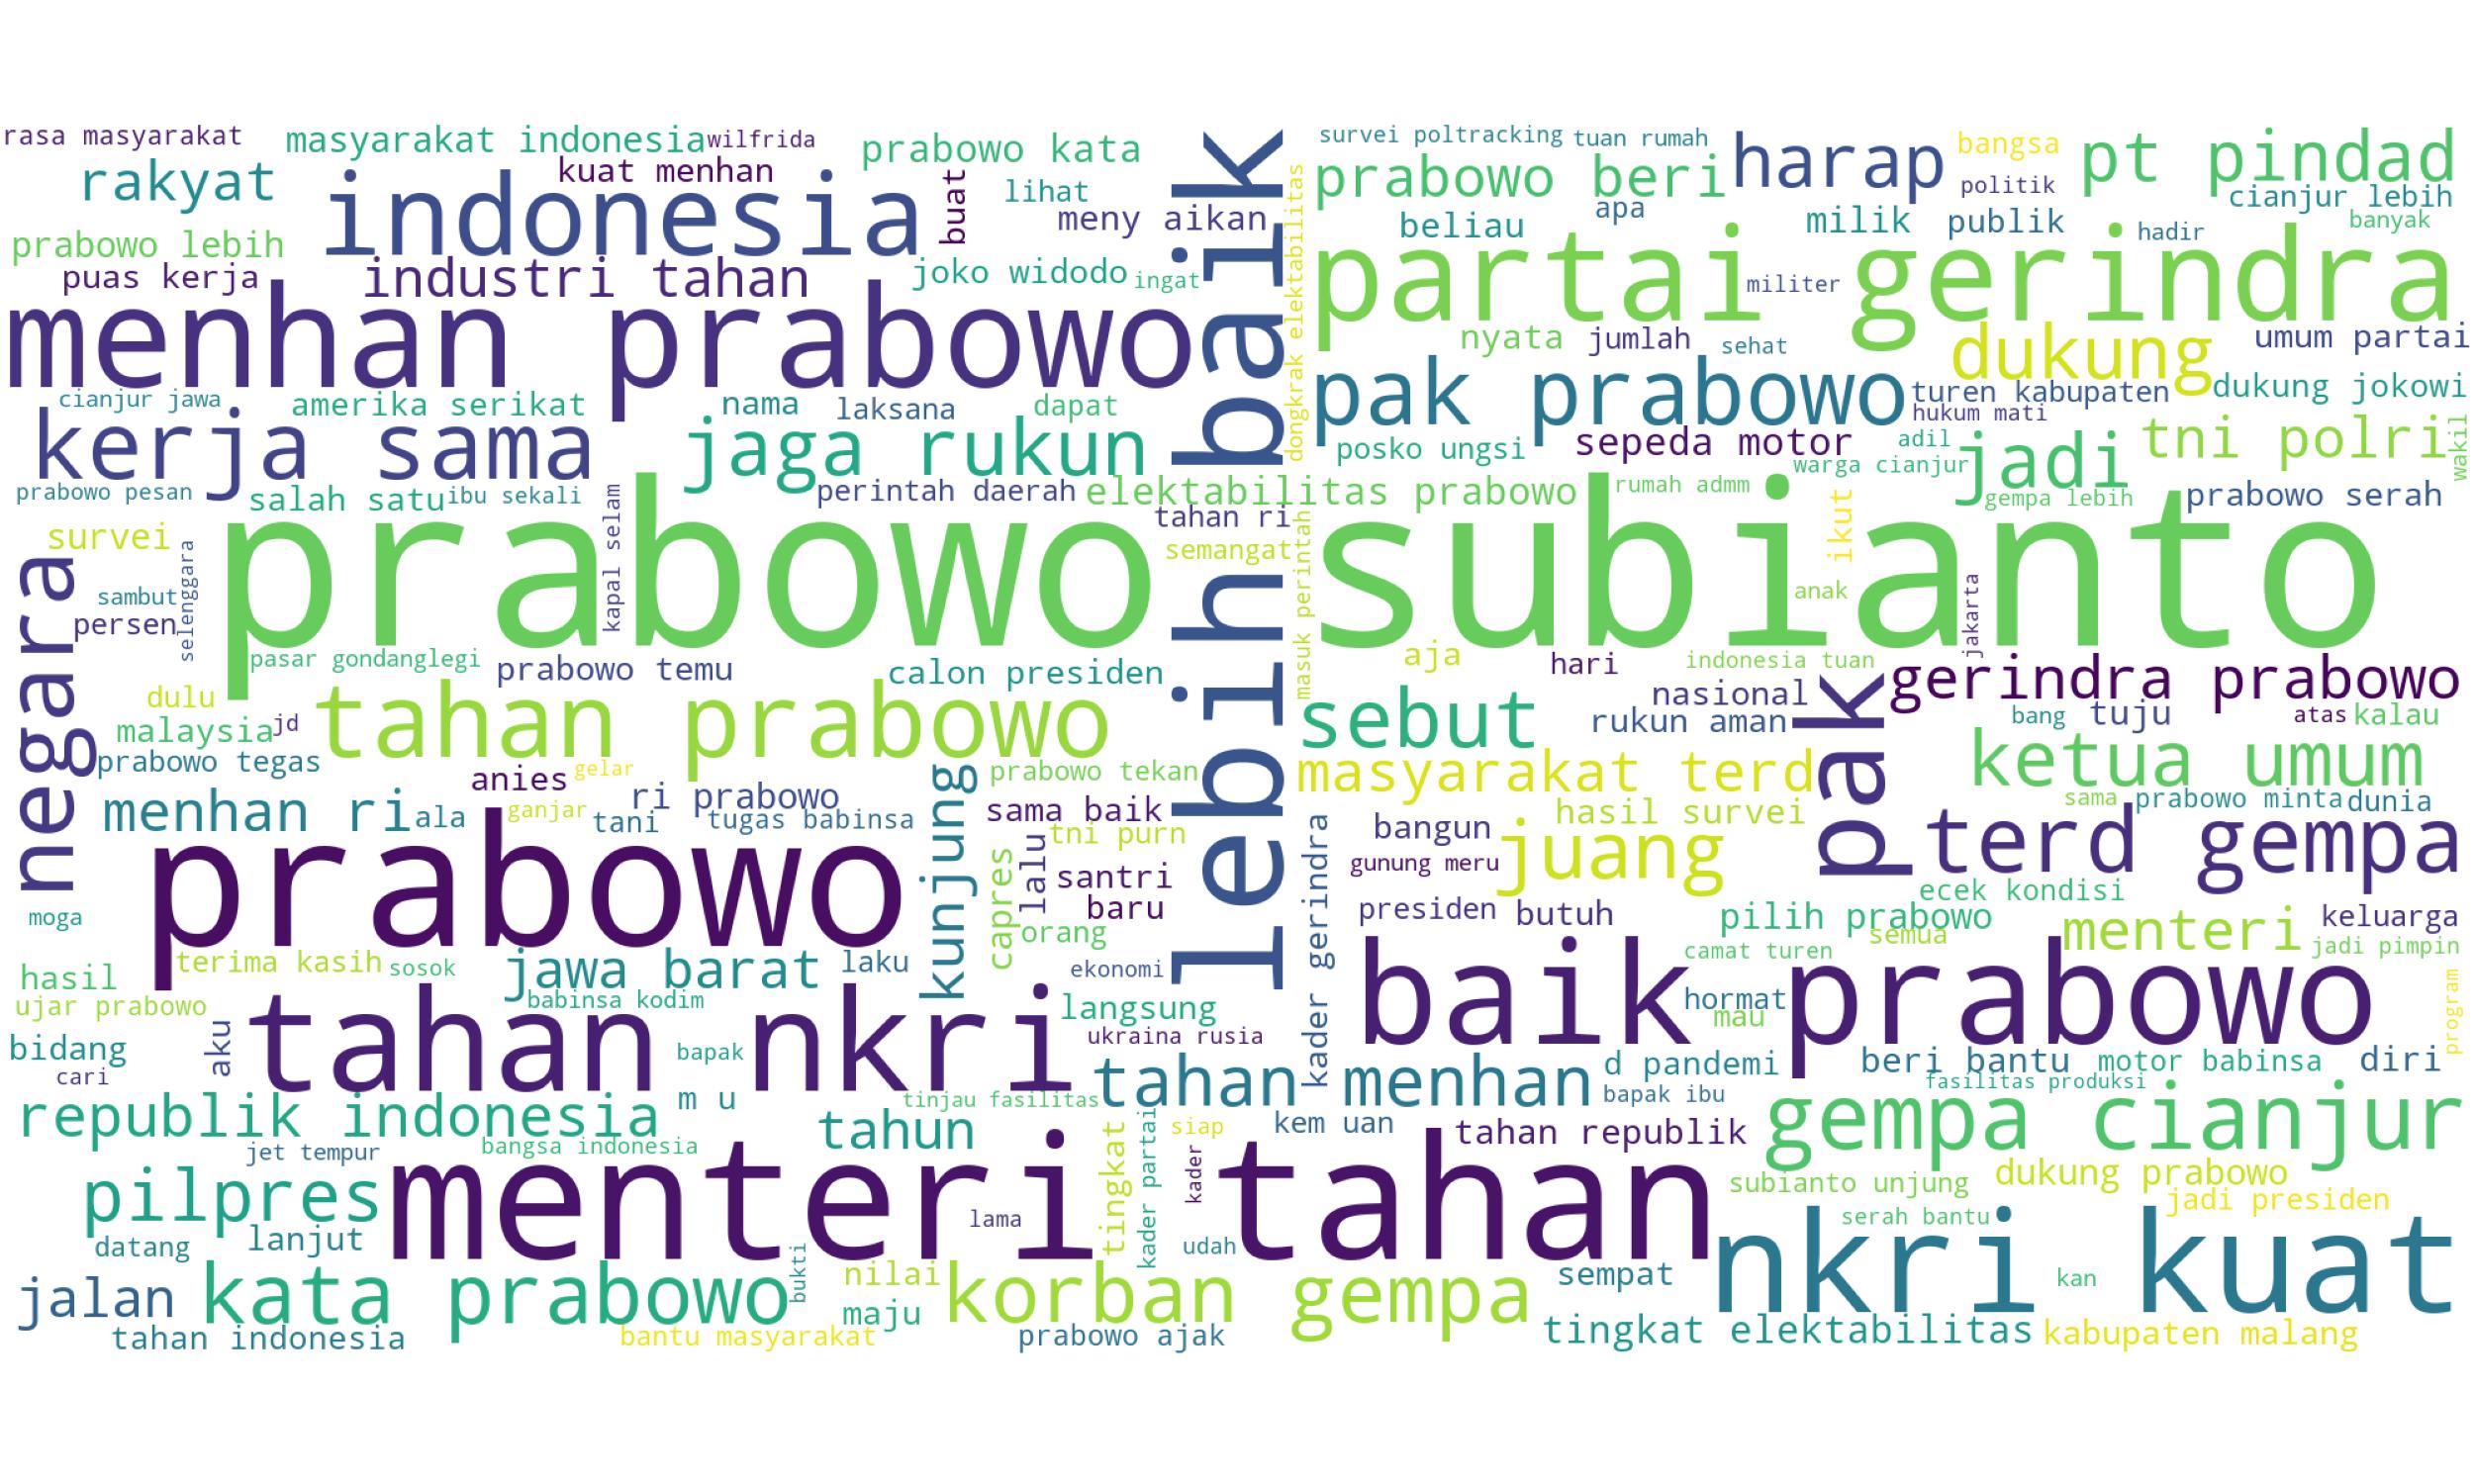 rasa masyarakat
masyarakat indonesia
wilfrida
prabowo kata
survei poltracking
tuan rumah
harap
bangsa
pt pindad
rakyat
kuat menhan
indonesia
buat
lihat
meny aikan
prabowo beri
politik
cianjur lebih
apa
beliau
milik
publik
hadir
banyak
prabowo lebih
puas kerja
industri tahan
joko widodo
ingat
lebih baik
dongkrak elektabilitas
partai gerindra
militer
menhan prabowo
nyata
jumlah
sehat
dukung
umum partai
cianjur jawa
amerika serikat
nama
laksana
dapat
pak prabowo
turen kabupaten
dukung jokowi
hukum mati
kerja sama
jaga rukun
posko ungsi
sepeda motor
adil
jadi
tni polri
wakil
warga cianjur
prabowo pesan
salah satu
ibu sekali
perintah daerah
elektabilitas prabowo
rumah admm
gempa lebih
prabowo serah
tahan ri
survei
negara
selenggara
prabowo subianto
kapal selam
semangat
masuk perintah
ikut
sambut
persen
anak
jakarta
pasar gondanglegi
prabowo temu
calon presiden
aja
hari
indonesia tuan
gerindra prabowo
dulu
malaysia
jd
tahan prabowo
sebut
nasional
rukun aman
pak
bang
tuju
atas
kalau
prabowo tegas
anies
gelar
prabowo tekan
masyarakat terd
ketua umum
menhan ri
ala
ganjar
tani
ri prabowo
tugas babinsa
kunjung
sama baik
tni purn
hasil survei
sama
prabowo minta
dunia
prabowo
capres
lalu
santri
baru
kader gerindra
bangun
gunung meru
juang
terd gempa
ecek kondisi
moga
orang
presiden
butuh
pilih prabowo
semua
menteri
keluarga
camat turen
jadi pimpin
hasil
terima kasih
sosok
jawa barat
laku
ekonomi
ujar prabowo
babinsa kodim
langsung
baik prabowo
hormat
mau
program
bidang
cari
aku
tahan nkri
bapak
ukraina rusia
tahan menhan
d pandemi
beri bantu
motor babinsa
diri
fasilitas produksi
republik indonesia
m u
tinjau fasilitas
bapak ibu
tahun
tingkat
kader partai
siap
kem uan
tahan republik
gempa cianjur
jet tempur
bangsa indonesia
kader
pilpres
menteri tahan
subianto unjung
dukung prabowo
jadi presiden
lama
serah bantu
datang
lanjut
udah
nkri kuat
jalan
kata prabowo
bukti
nilai
maju
korban gempa
sempat
kan
tahan indonesia
bantu masyarakat
prabowo ajak
tingkat elektabilitas
kabupaten malang